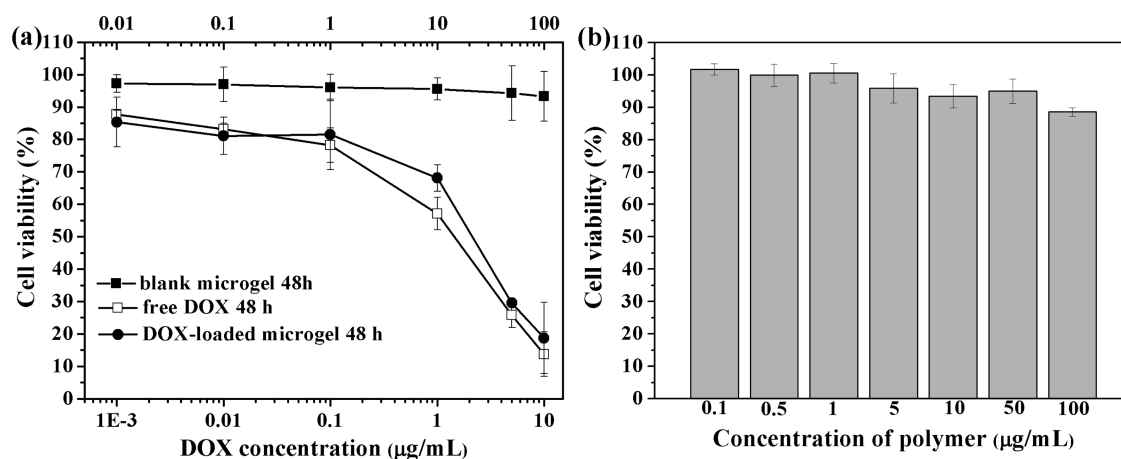 0.01 0.1 1 10 100
(a)
110
100
90
80
70
60
50
40
30
20
10
0
Cell viability (%)
blank microgel 48h
free DOX 48 h
DOX-loaded microgel 48 h
1E-3 0.01 0.1 1 10
DOX concentration (μg/mL)
(b)
110
100
90
80
70
60
50
40
30
20
10
0
Cell viability (%)
0.1 0.5 1 5 10 50 100
Concentration of polymer (μg/mL)